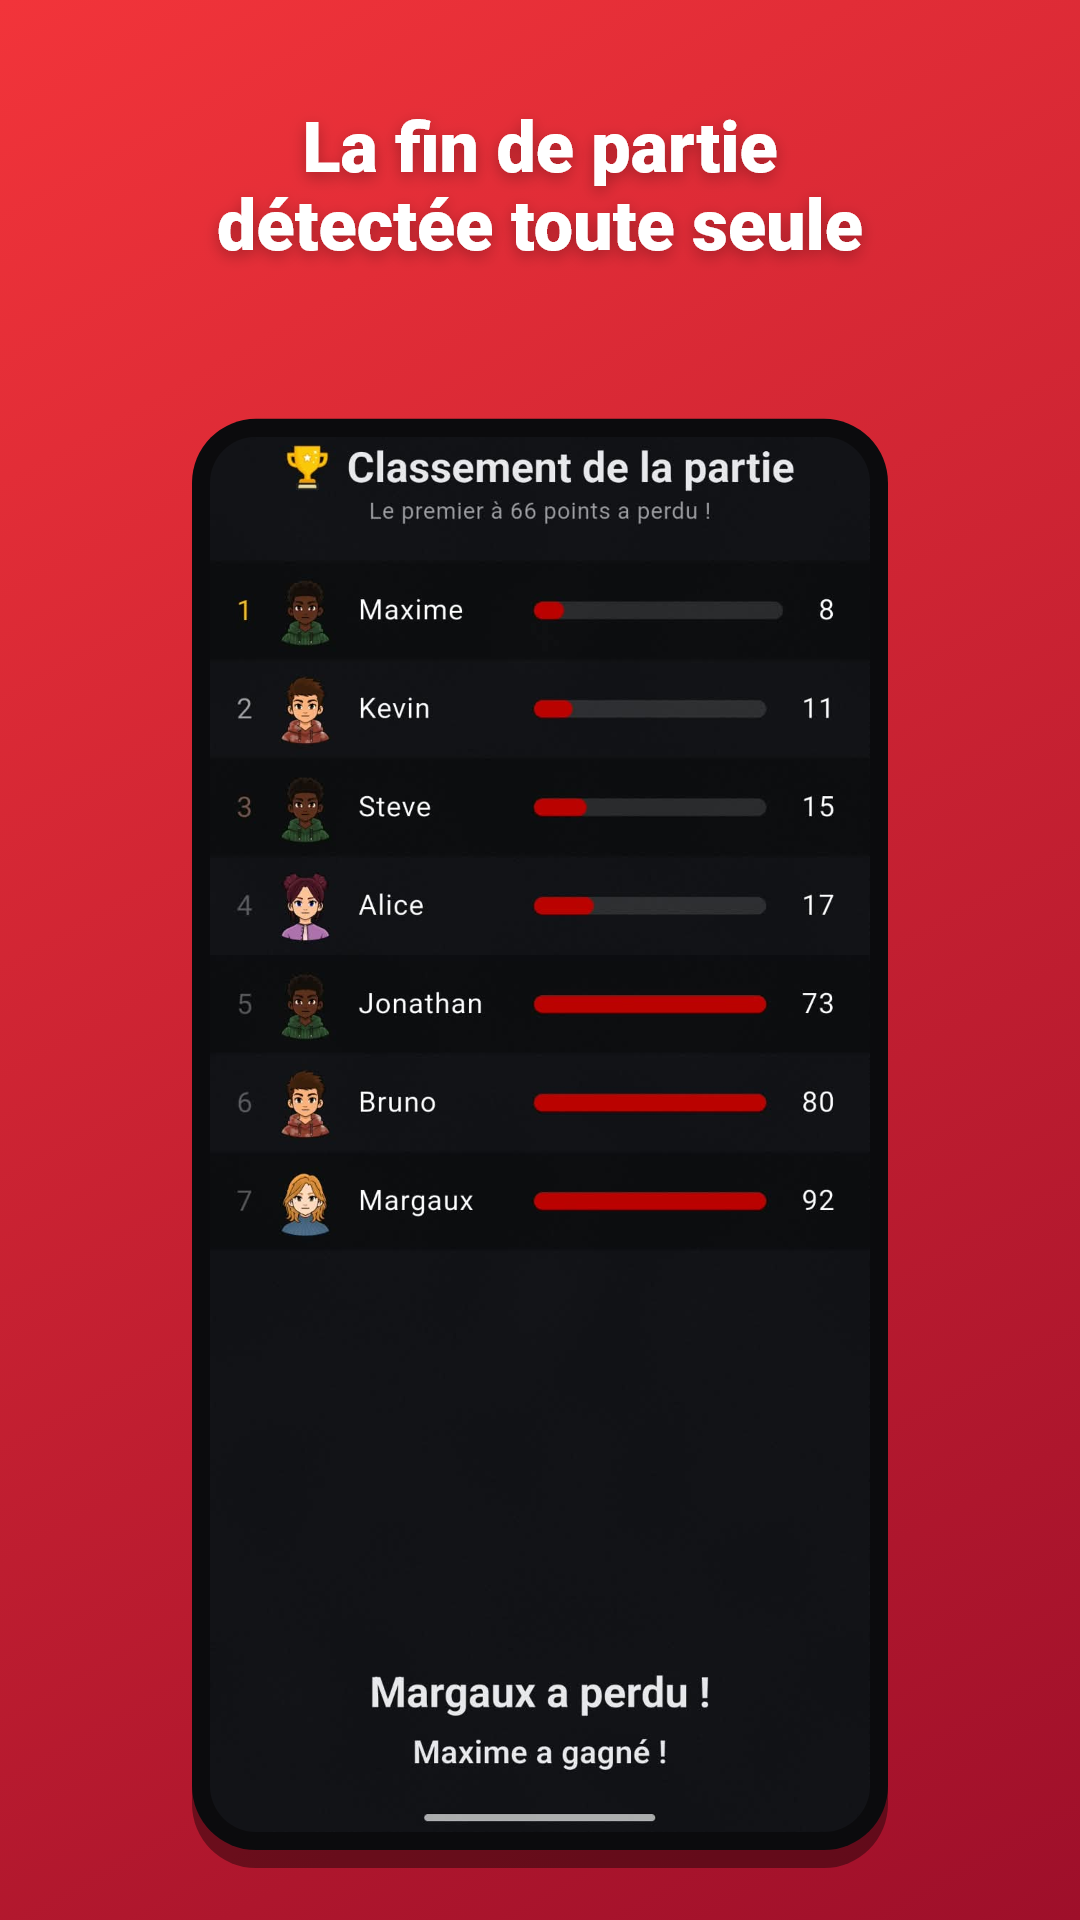 La fin de partie
détectée toute seule
Classement de la partie
Le premier à 66 points a perdu !
1 Maxime 8
2 Kevin 11
3 Steve 15
4 Alice 17
5 Jonathan 73
6 Bruno 80
7 Margaux 92
Margaux a perdu !
Maxime a gagné !